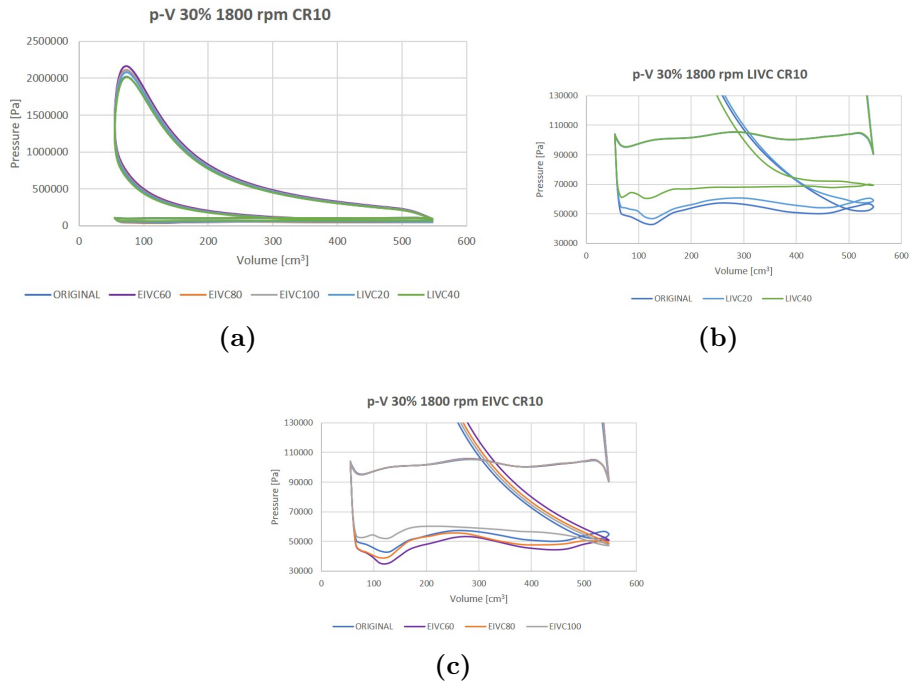 p-V 30% 1800 rpm CR10
2500000
2000000
1500000
1000000
500000
0
Pressure [Pa]
0 100 200 300 400 500 600
Volume [cm³]
ORIGINAL EIVC60 EIVC80 EIVC100 LIVC20 LIVC40
(a)
p-V 30% 1800 rpm LIVC CR10
130000
110000
90000
70000
50000
30000
Pressure [Pa]
0 100 200 300 400 500 600
Volume [cm³]
ORIGINAL LIVC20 LIVC40
(b)
p-V 30% 1800 rpm EIVC CR10
130000
110000
90000
70000
50000
30000
Pressure [Pa]
0 100 200 300 400 500 600
Volume [cm³]
ORIGINAL EIVC60 EIVC80 EIVC100
(c)